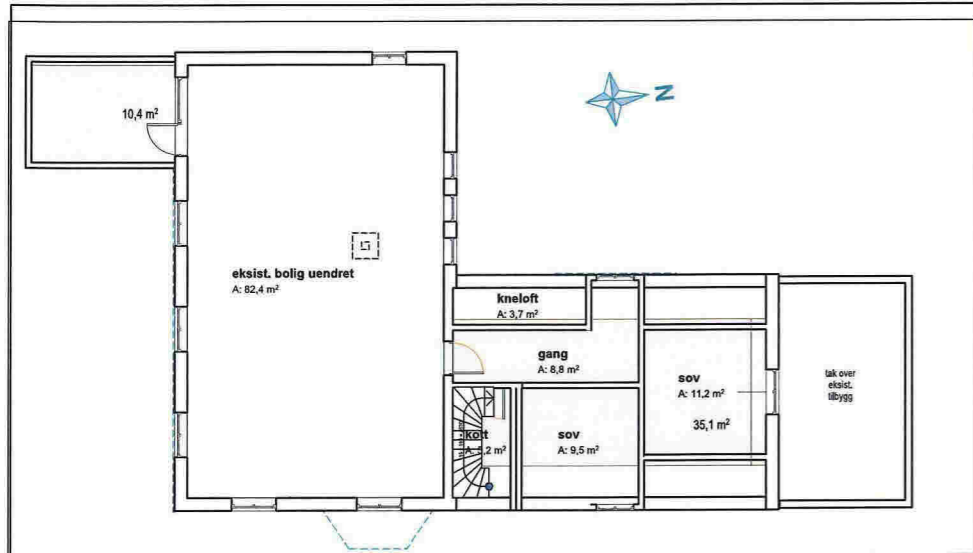 10,4 m²
N
eksist. bolig uendret
A: 82,4 m²
kneloft
A: 3,7 m²
gang
A: 8,8 m²
sov
A: 11,2 m²
35,1 m²
tak over
eksist.
tilbygg
kott
sov
A: 9,5 m²